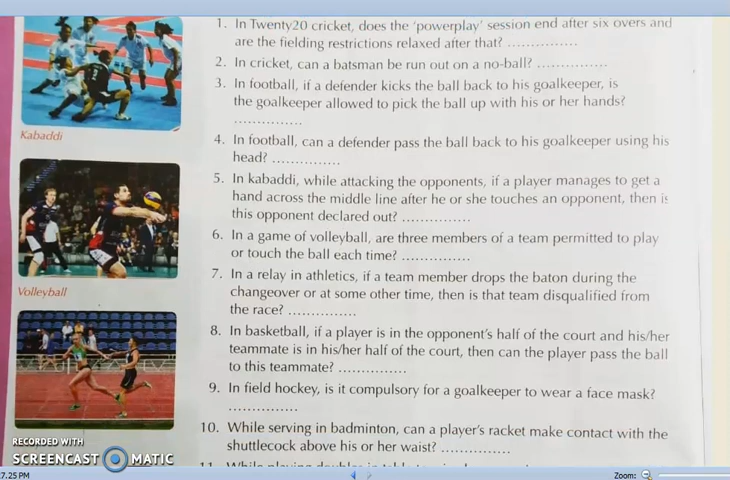 1. In Twenty20 cricket, does the 'powerplay' session end after six overs and
are the fielding restrictions relaxed after that? ...............
2. In cricket, can a batsman be run out on a no-ball? ...............
3. In football, if a defender kicks the ball back to his goalkeeper, is
the goalkeeper allowed to pick the ball up with his or her hands?
...............
Kabaddi
4. In football, can a defender pass the ball back to his goalkeeper using his
head? ...............
5. In kabaddi, while attacking the opponents, if a player manages to get a
hand across the middle line after he or she touches an opponent, then is
this opponent declared out? ...............
6. In a game of volleyball, are three members of a team permitted to play
or touch the ball each time? ...............
Volleyball
7. In a relay in athletics, if a team member drops the baton during the
changeover or at some other time, then is that team disqualified from
the race? ...............
8. In basketball, if a player is in the opponent's half of the court and his/her
teammate is in his/her half of the court, then can the player pass the ball
to this teammate? ...............
9. In field hockey, is it compulsory for a goalkeeper to wear a face mask?
...............
10. While serving in badminton, can a player's racket make contact with the
shuttlecock above his or her waist? ...............
RECORDED WITH
SCREENCAST MATIC
7.25 PM
Zoom: